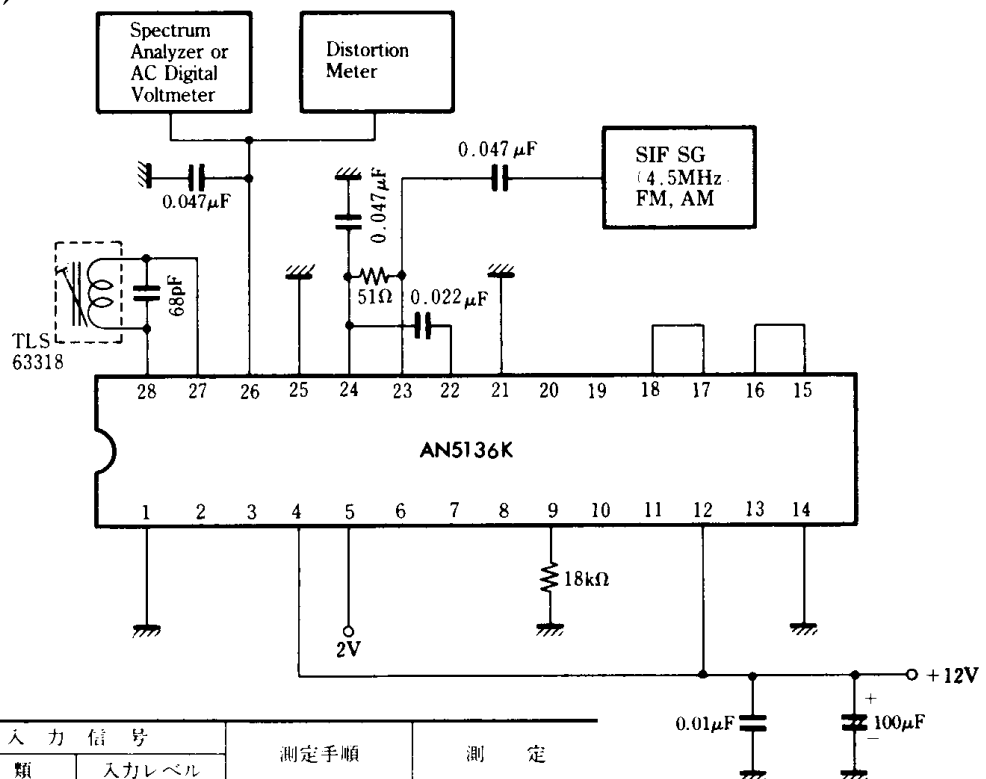 )
Spectrum
Analyzer or
AC Digital
Voltmeter
Distortion
Meter
SIF SG
(4.5MHz
FM, AM
0.047μF
0.047μF
0.047μF
51Ω
0.022μF
68pF
TLS
63318
28 27 26 25 24 23 22 21 20 19 18 17 16 15
AN5136K
1 2 3 4 5 6 7 8 9 10 11 12 13 14
18kΩ
2V
+12V
0.01μF
+
100μF
−
入力信号
測定手順
測定
類
入力レベル